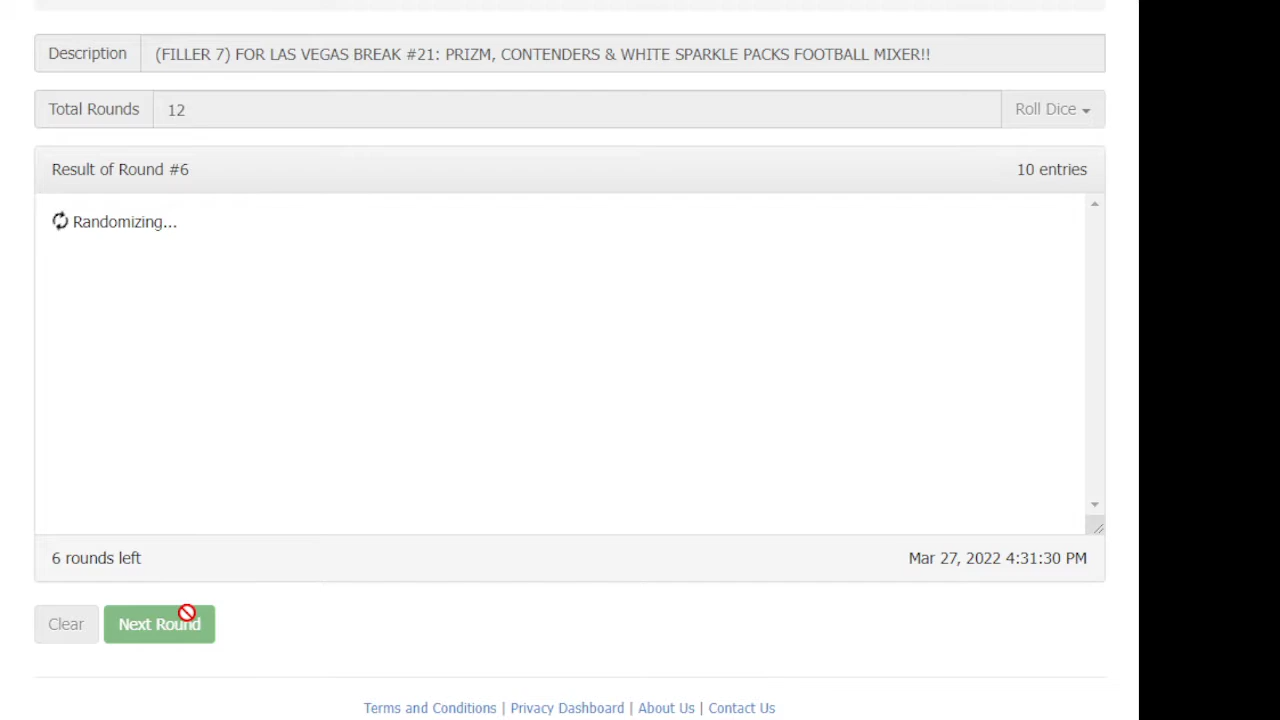 Description (FILLER 7) FOR LAS VEGAS BREAK #21: PRIZM, CONTENDERS & WHITE SPARKLE PACKS FOOTBALL MIXER!!
Total Rounds 12 Roll Dice
Result of Round #6 10 entries
Randomizing...
6 rounds left Mar 27, 2022 4:31:30 PM
Clear Next Round
Terms and Conditions | Privacy Dashboard | About Us | Contact Us